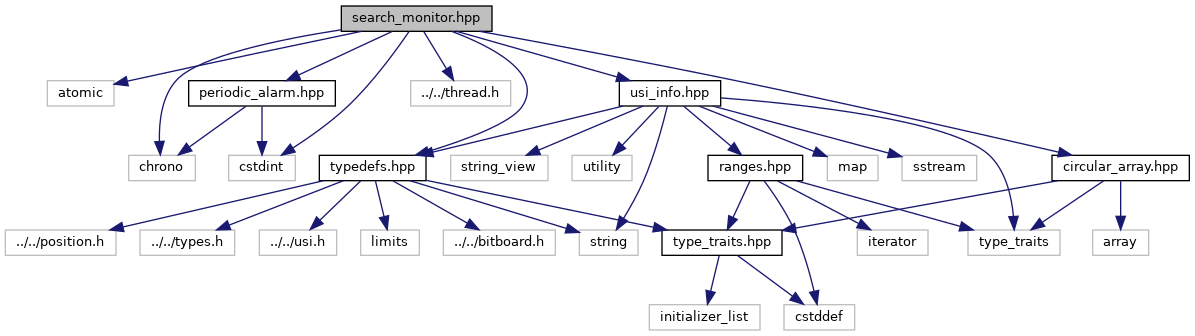 search_monitor.hpp
atomic
periodic_alarm.hpp
../../thread.h
usi_info.hpp
chrono
cstdint
typedefs.hpp
string_view
utility
ranges.hpp
map
sstream
circular_array.hpp
../../position.h
../../types.h
../../usi.h
limits
../../bitboard.h
string
type_traits.hpp
iterator
type_traits
array
initializer_list
cstddef